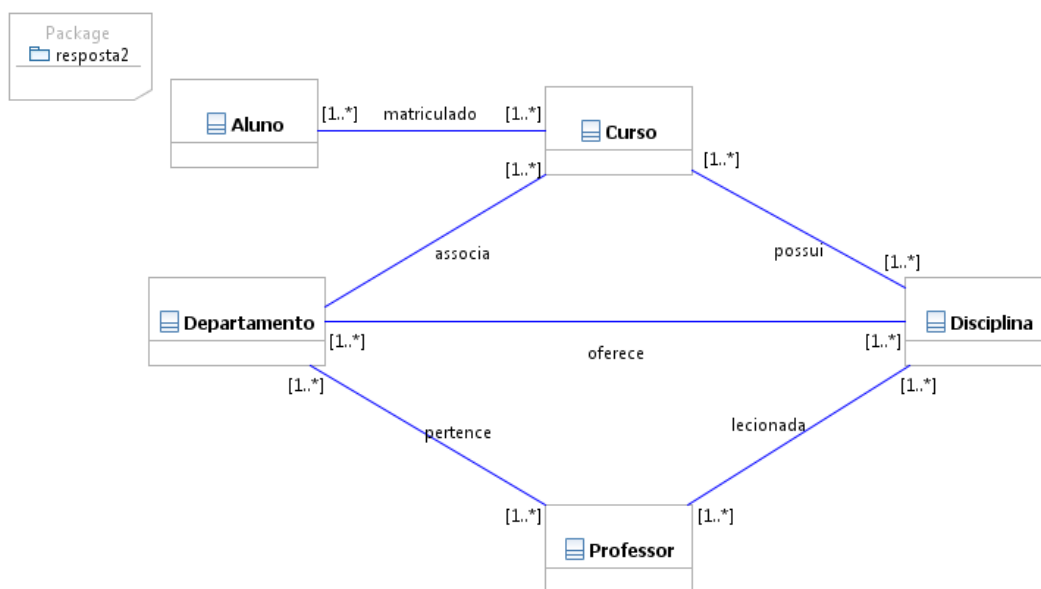 Package
resposta2
Aluno
[1..*]
matriculado
[1..*]
Curso
[1..*]
[1..*]
associa
possui
[1..*]
Departamento
Disciplina
[1..*]
oferece
[1..*]
[1..*]
[1..*]
pertence
lecionada
[1..*]
[1..*]
Professor